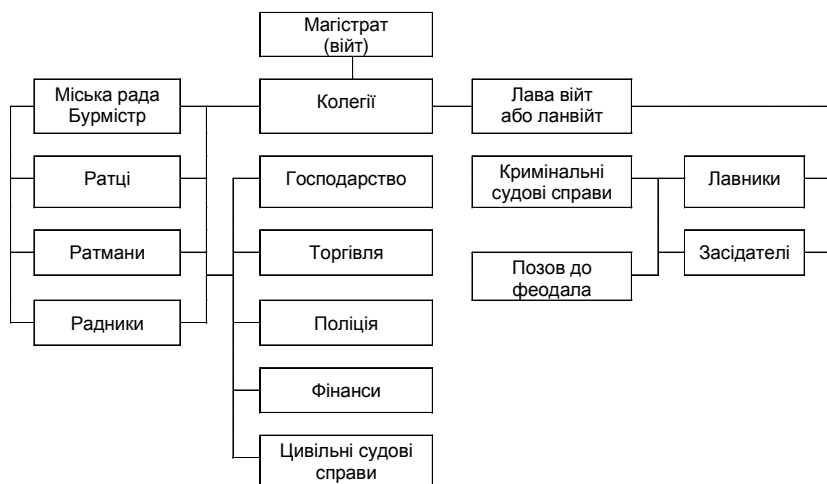 Магістрат
(війт)
Міська рада
Бурмістр
Колегії
Лава війт
або ланвійт
Ратці
Господарство
Кримінальні
судові справи
Лавники
Ратмани
Торгівля
Позов до
феодала
Засідателі
Радники
Поліція
Фінанси
Цивільні судові
справи